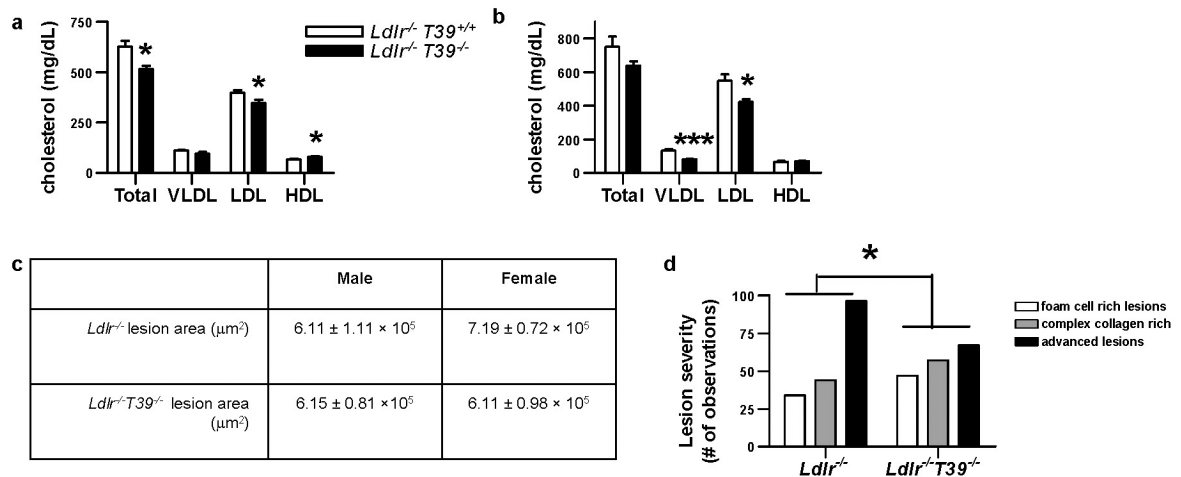 a
cholesterol (mg/dL)
750
500
250
0
*
*
*
Total VLDL LDL HDL
Ldlr-/- T39+/+
Ldlr-/- T39-/-
b
cholesterol (mg/dL)
800
600
400
200
0
***
*
Total VLDL LDL HDL
c
Male Female
Ldlr-/- lesion area (μm²) 6.11 ± 1.11 × 10⁵ 7.19 ± 0.72 × 10⁵
Ldlr-/-T39-/- lesion area 6.15 ± 0.81 ×10⁵ 6.11 ± 0.98 × 10⁵
(μm²)
d
*
Lesion severity
(# of observations)
100
75
50
25
0
Ldlr-/- Ldlr-/-T39-/-
foam cell rich lesions
complex collagen rich
advanced lesions